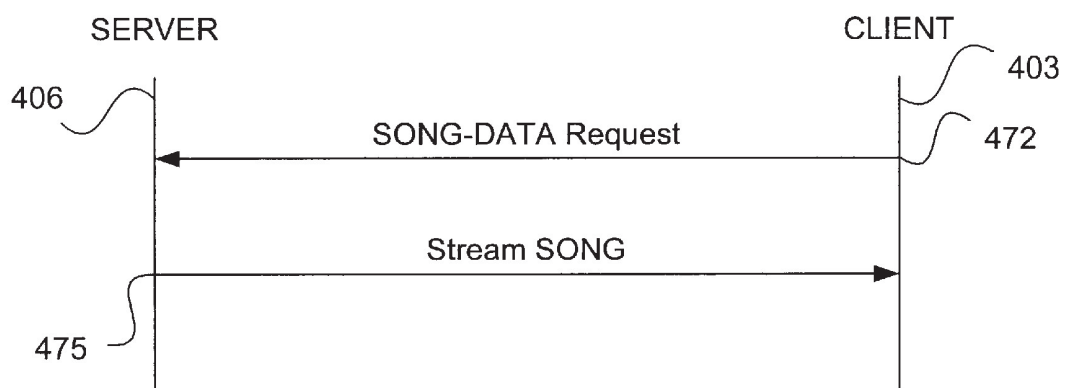 SERVER
CLIENT
406
403
SONG-DATA Request
472
Stream SONG
475